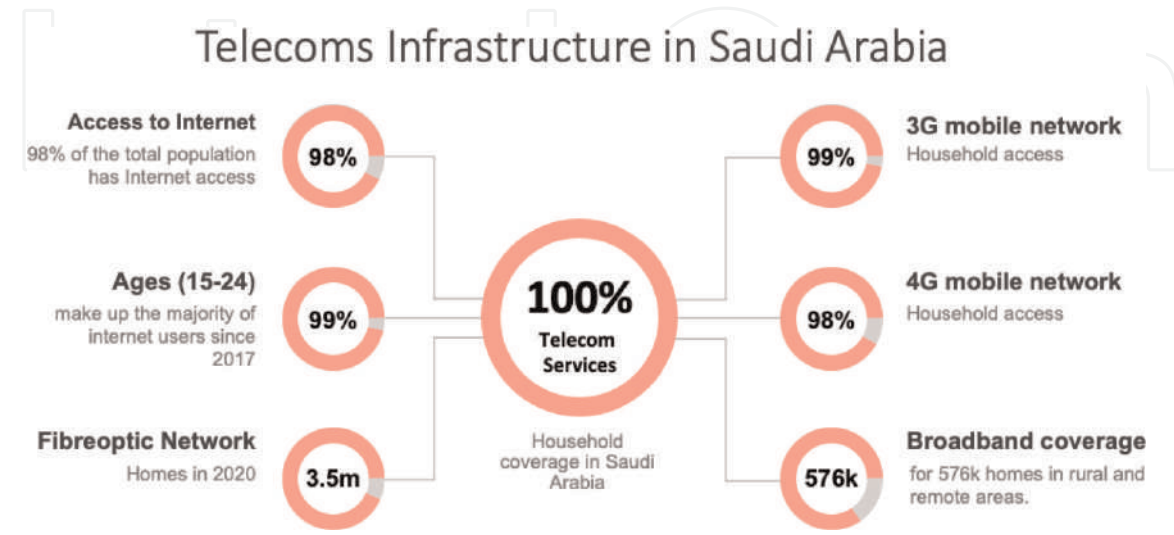 Telecoms Infrastructure in Saudi Arabia
Access to Internet
98% of the total population
has Internet access
98%
Ages (15-24)
make up the majority of
internet users since
2017
99%
Fibreoptic Network
Homes in 2020
3.5m
100%
Telecom
Services
Household
coverage in Saudi
Arabia
99%
3G mobile network
Household access
98%
4G mobile network
Household access
576k
Broadband coverage
for 576k homes in rural and
remote areas.